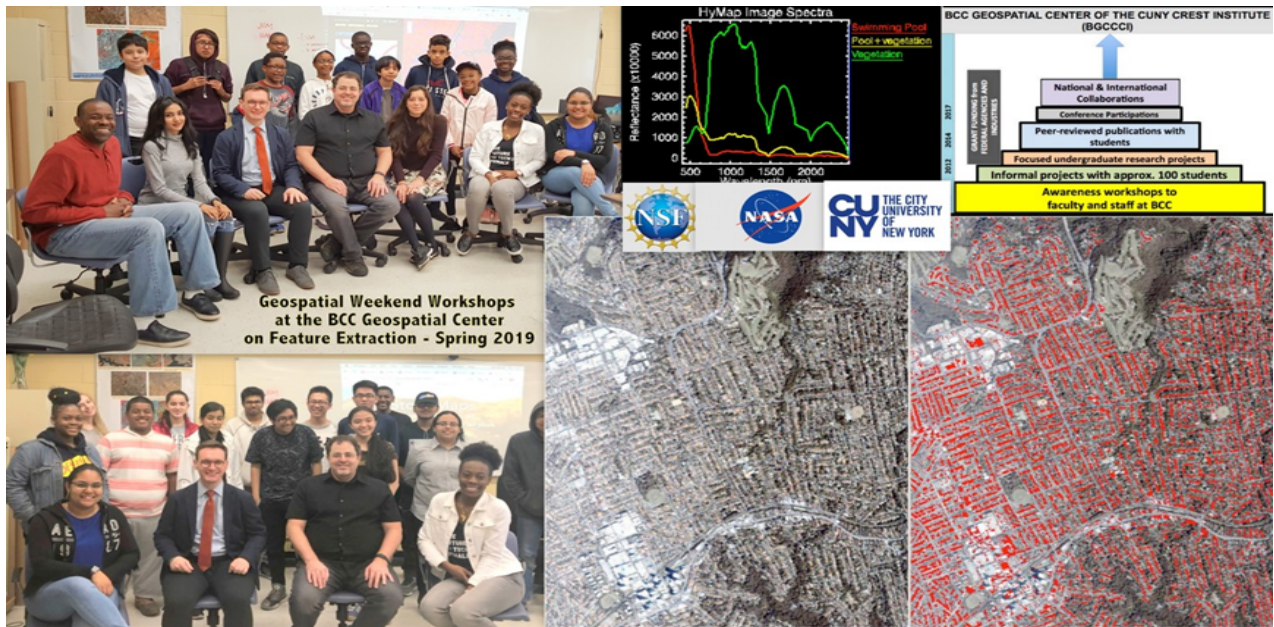 Geospatial Weekend Workshops
at the BCC Geospatial Center
on Feature Extraction - Spring 2019
HyMap Image Spectra
Swimming Pool
Pool + vegetation
Vegetation
Reflectance (x10000)
6000
5000
4000
3000
2000
1000
0
500
1000
1500
2000
Wavelength (nm)
NSF
NASA
CU
NY
THE CITY
UNIVERSITY
OF
NEW YORK
BCC GEOSPATIAL CENTER OF THE CUNY CREST INSTITUTE
(BGCCCI)
2012 2014 2017
GRANT FUNDING from
FEDERAL AGENCIES AND
INDUSTRIES
National & International
Collaborations
Conference Participations
Peer-reviewed publications with
students
Focused undergraduate research projects
Informal projects with approx. 100 students
Awareness workshops to
faculty and staff at BCC